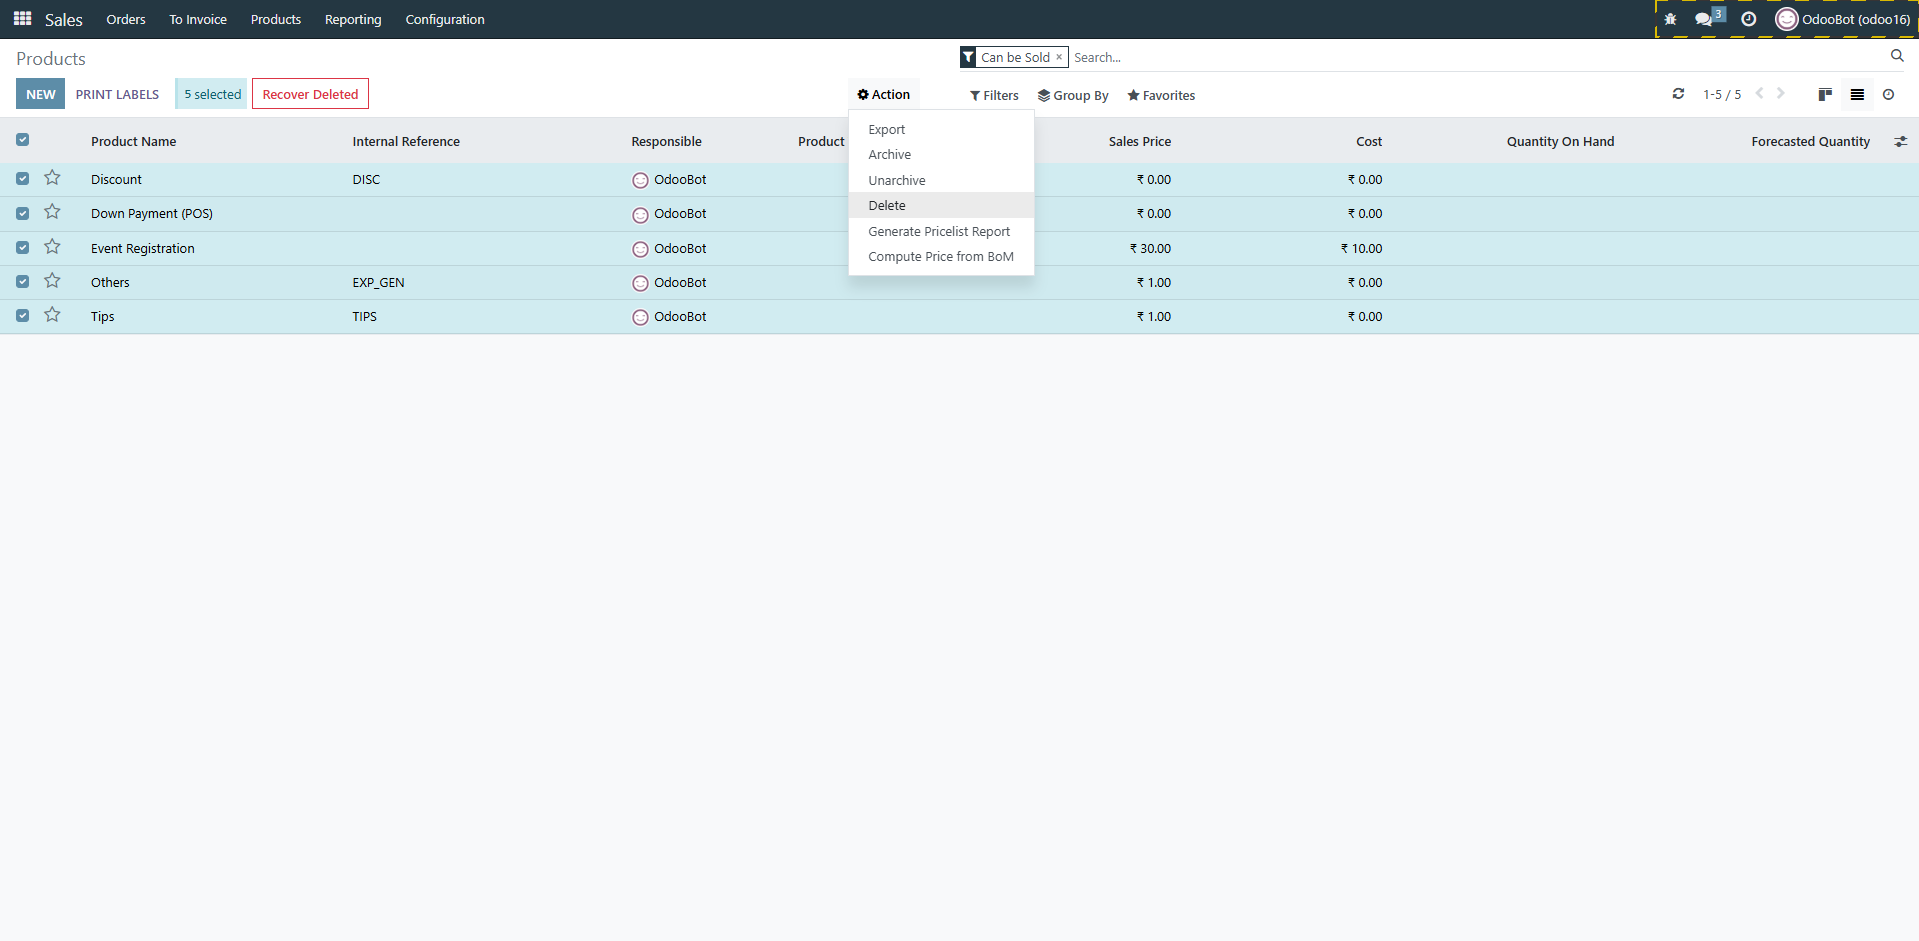 Sales Orders To Invoice Products Reporting Configuration 3 OdooBot (odoo16)
Products Can be Sold × Search...
NEW PRINT LABELS 5 selected Recover Deleted Action Filters Group By Favorites 1-5 / 5
Product Name Internal Reference Responsible Product Sales Price Cost Quantity On Hand Forecasted Quantity
Export
Archive
Unarchive
Delete
Generate Pricelist Report
Compute Price from BoM
Discount DISC OdooBot ₹ 0.00 ₹ 0.00
Down Payment (POS) OdooBot ₹ 0.00 ₹ 0.00
Event Registration OdooBot ₹ 30.00 ₹ 10.00
Others EXP_GEN OdooBot ₹ 1.00 ₹ 0.00
Tips TIPS OdooBot ₹ 1.00 ₹ 0.00